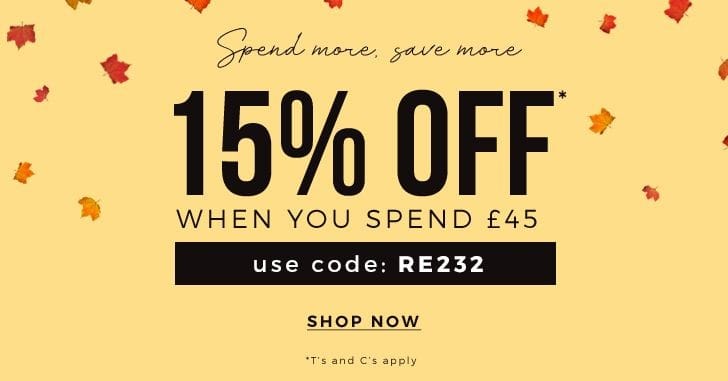 Spend more, save more
15% OFF*
WHEN YOU SPEND £45
use code: RE232
SHOP NOW
*T's and C's apply